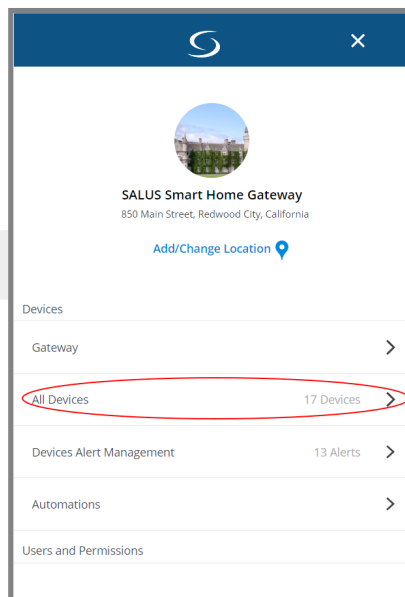 SALUS Smart Home Gateway
850 Main Street, Redwood City, California
Add/Change Location
Devices
Gateway
All Devices 17 Devices
Devices Alert Management 13 Alerts
Automations
Users and Permissions